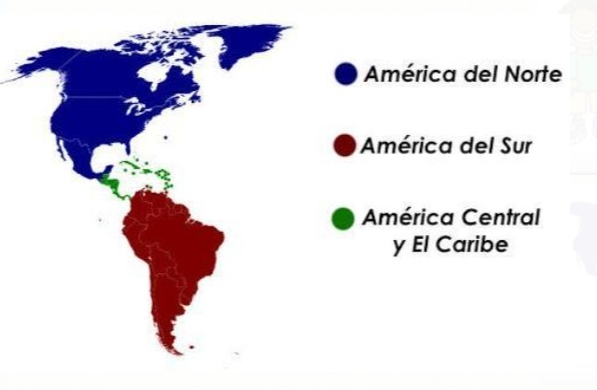 América del Norte
América del Sur
América Central
y El Caribe